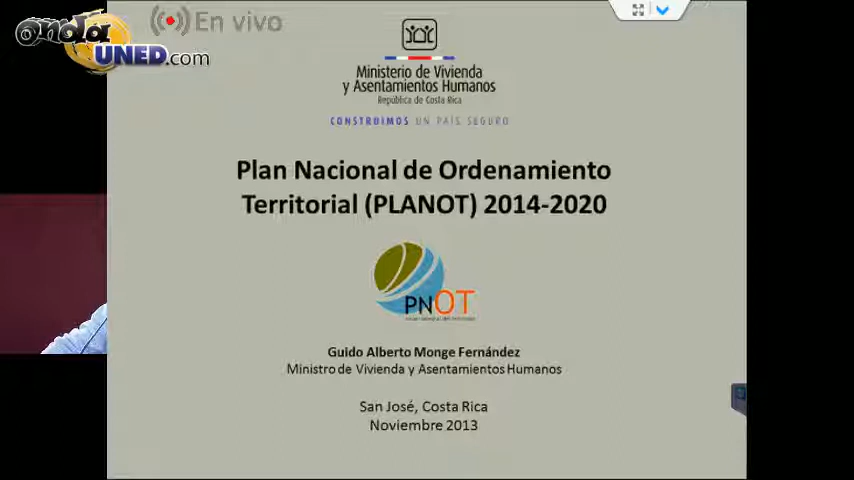 onda
UNED.com
En vivo
Ministerio de Vivienda
y Asentamientos Humanos
República de Costa Rica
CONSTRUIMOS UN PAÍS SEGURO
Plan Nacional de Ordenamiento
Territorial (PLANOT) 2014-2020
PNOT
Guido Alberto Monge Fernández
Ministro de Vivienda y Asentamientos Humanos
San José, Costa Rica
Noviembre 2013